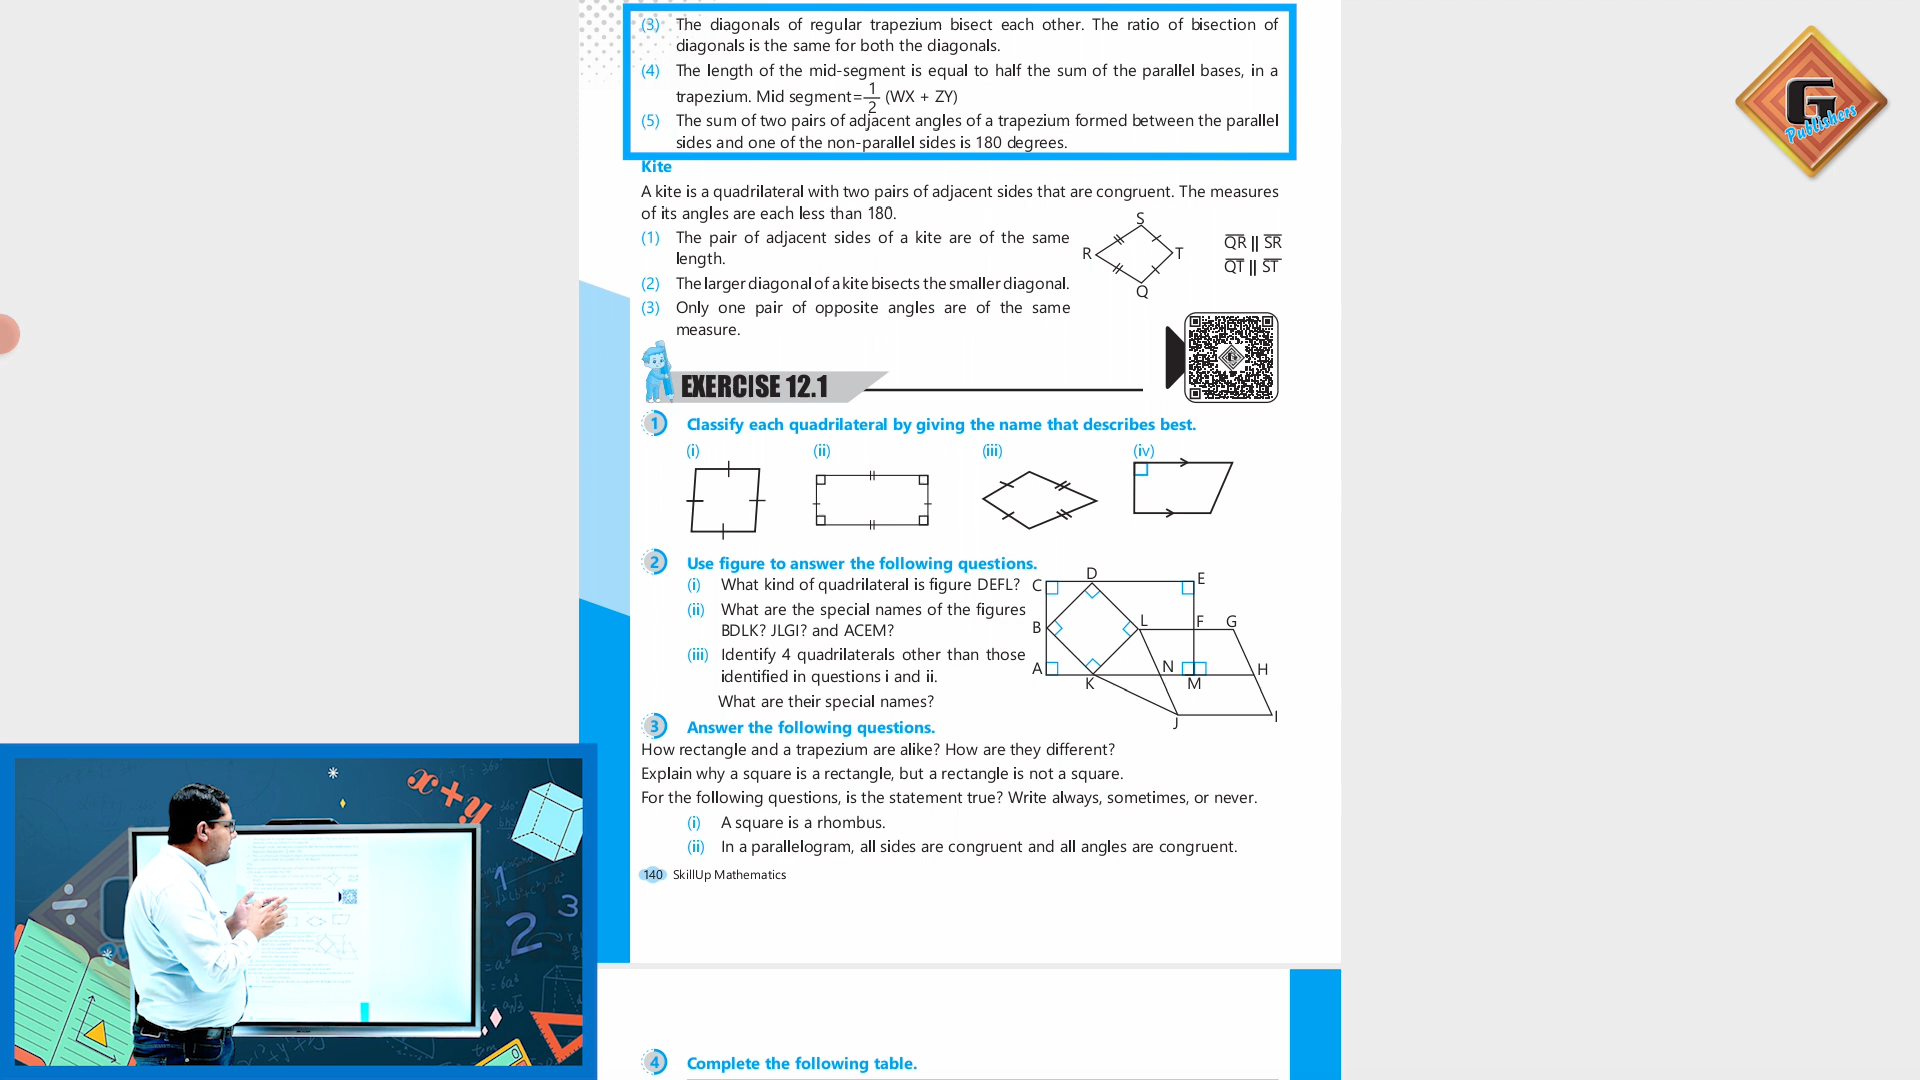 (3) The diagonals of regular trapezium bisect each other. The ratio of bisection of
diagonals is the same for both the diagonals.
(4) The length of the mid-segment is equal to half the sum of the parallel bases, in a
trapezium. Mid segment=1/2 (WX + ZY)
(5) The sum of two pairs of adjacent angles of a trapezium formed between the parallel
sides and one of the non-parallel sides is 180 degrees.
G
Publishers
Kite
A kite is a quadrilateral with two pairs of adjacent sides that are congruent. The measures
of its angles are each less than 180°.
(1) The pair of adjacent sides of a kite are of the same
length.
(2) The larger diagonal of a kite bisects the smaller diagonal.
(3) Only one pair of opposite angles are of the same
measure.
S
R
T
Q
QR || SR
QT || ST
EXERCISE 12.1
1 Classify each quadrilateral by giving the name that describes best.
(i) (ii) (iii) (iv)
2 Use figure to answer the following questions.
(i) What kind of quadrilateral is figure DEFL?
(ii) What are the special names of the figures
BDLK? JLGI? and ACEM?
(iii) Identify 4 quadrilaterals other than those
identified in questions i and ii.
What are their special names?
C D E
B L F G
A K N M H
J I
3 Answer the following questions.
How rectangle and a trapezium are alike? How are they different?
Explain why a square is a rectangle, but a rectangle is not a square.
For the following questions, is the statement true? Write always, sometimes, or never.
(i) A square is a rhombus.
(ii) In a parallelogram, all sides are congruent and all angles are congruent.
140 SkillUp Mathematics
4 Complete the following table.
x+y
1
2
3